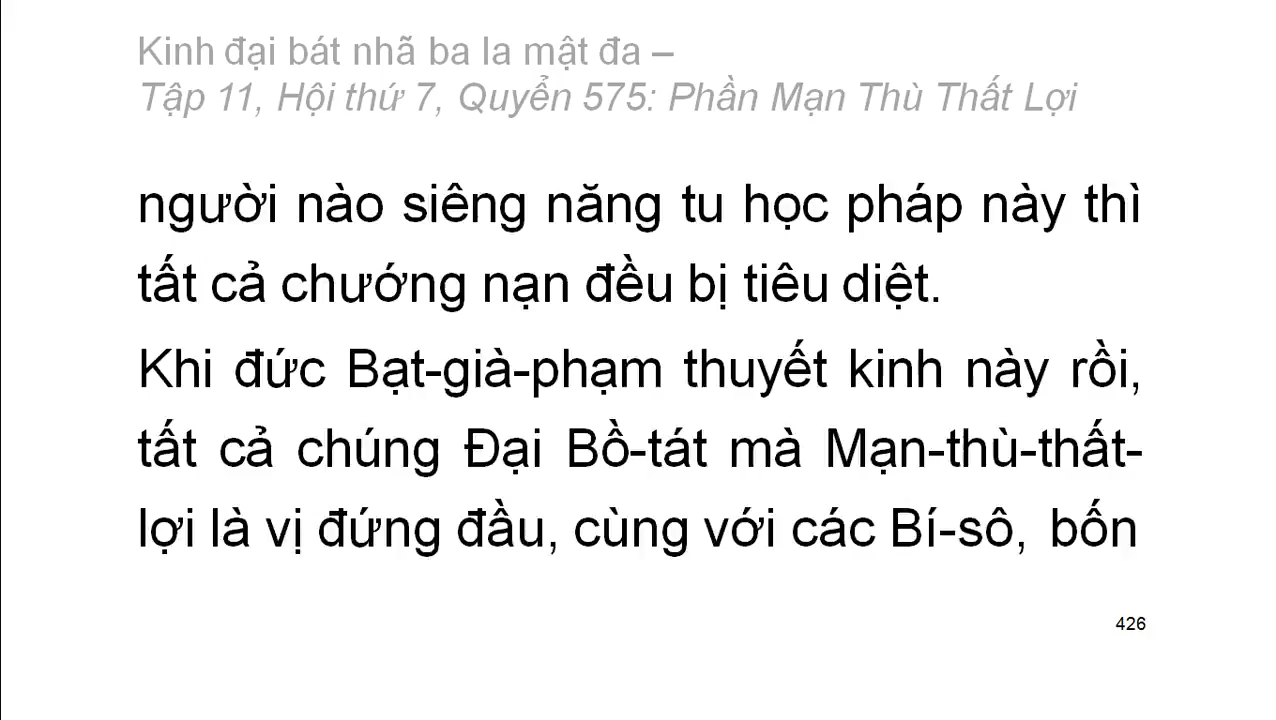 Kinh đại bát nhã ba la mật đa –
Tập 11, Hội thứ 7, Quyển 575: Phần Mạn Thù Thất Lợi
người nào siêng năng tu học pháp này thì
tất cả chướng nạn đều bị tiêu diệt.
Khi đức Bạt-già-phạm thuyết kinh này rồi,
tất cả chúng Đại Bồ-tát mà Mạn-thù-thất-
lợi là vị đứng đầu, cùng với các Bí-sô, bốn
426